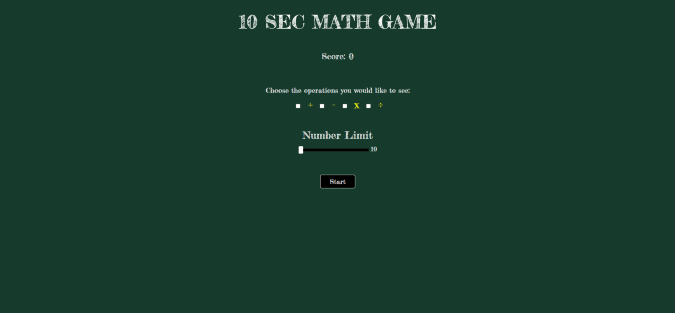 10 SEC MATH GAME
Score: 0
Choose the operations you would like to see:
+ - x ÷
Number Limit
10
Start